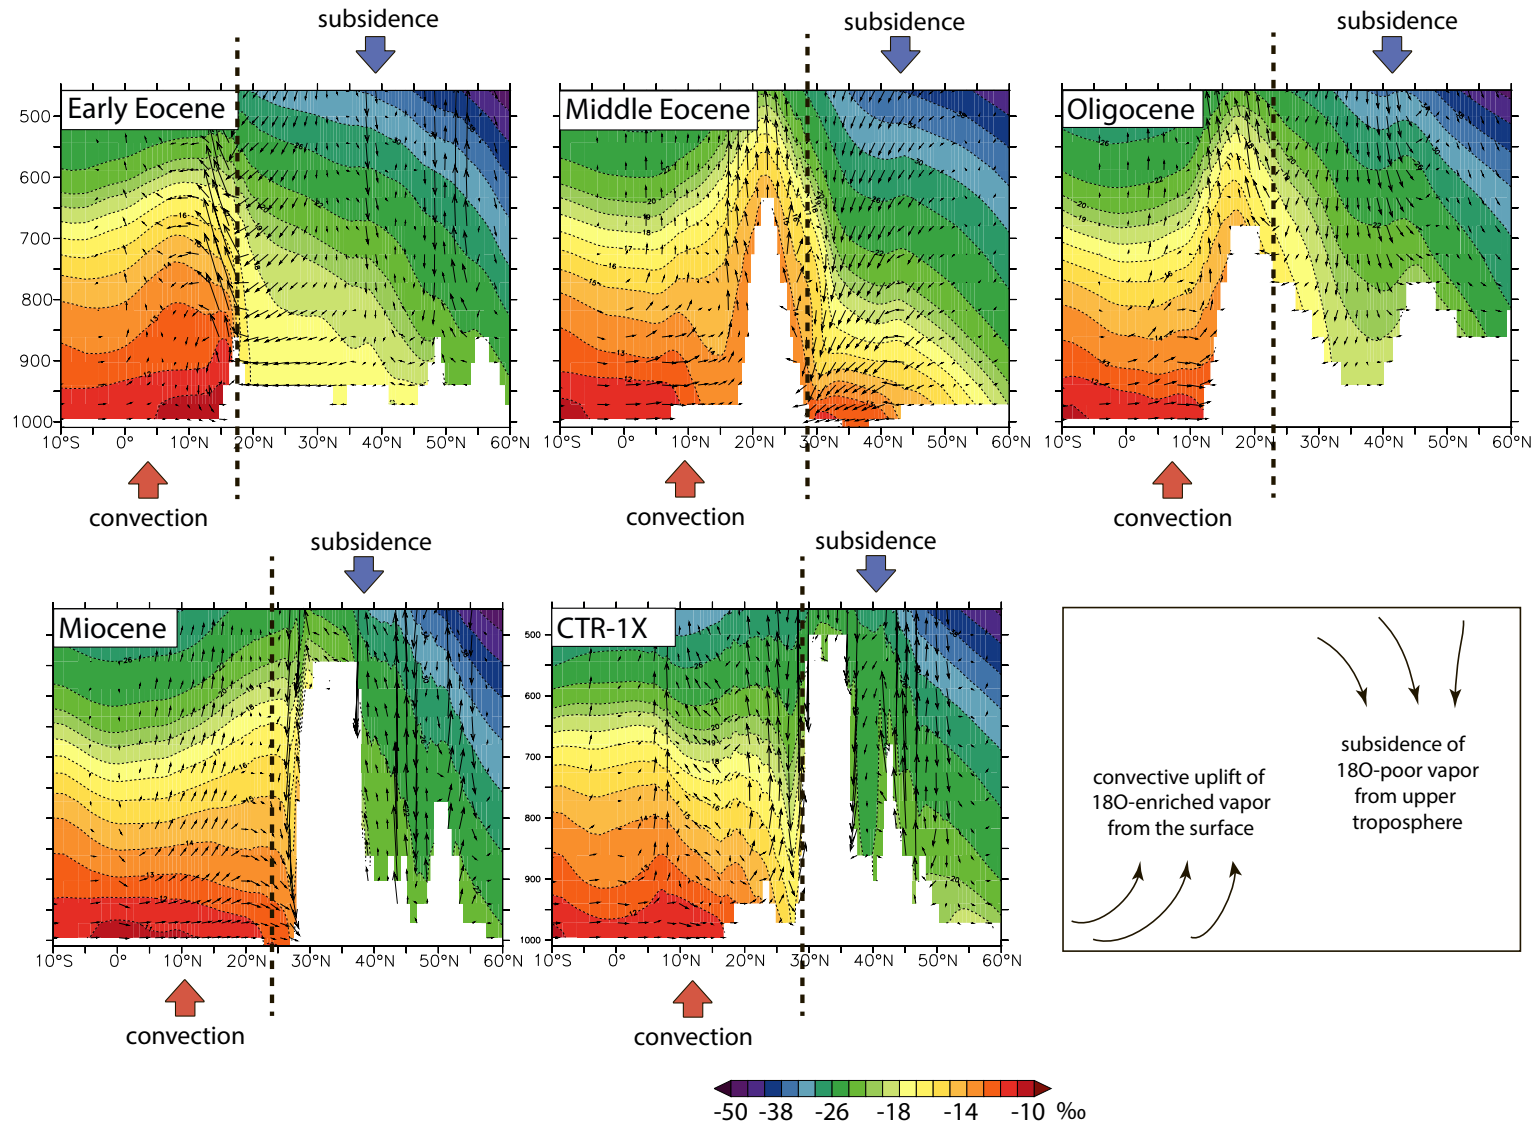 subsidence
subsidence
subsidence
Early Eocene
Middle Eocene
Oligocene
500
600
700
800
900
1000
10°S 0° 10°N 20°N 30°N 40°N 50°N 60°N
10°S 0° 10°N 20°N 30°N 40°N 50°N 60°N
10°S 0° 10°N 20°N 30°N 40°N 50°N 60°N
convection
convection
convection
subsidence
subsidence
Miocene
CTR-1X
500
600
700
800
900
1000
10°S 0° 10°N 20°N 30°N 40°N 50°N 60°N
10°S 0° 10°N 20°N 30°N 40°N 50°N 60°N
convection
convection
convective uplift of
18O-enriched vapor
from the surface
subsidence of
18O-poor vapor
from upper
troposphere
-50 -38 -26 -18 -14 -10 ‰